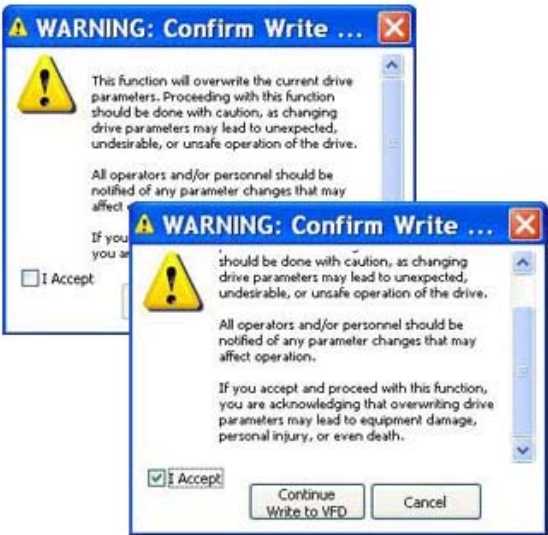 WARNING: Confirm Write ...
This function will overwrite the current drive
parameters. Proceeding with this function
should be done with caution, as changing
drive parameters may lead to unexpected,
undesirable, or unsafe operation of the drive.
All operators and/or personnel should be
notified of any parameter changes that may
affect
If you
you
I Accept
WARNING: Confirm Write ...
should be done with caution, as changing
drive parameters may lead to unexpected,
undesirable, or unsafe operation of the drive.
All operators and/or personnel should be
notified of any parameter changes that may
affect operation.
If you accept and proceed with this function,
you are acknowledging that overwriting drive
parameters may lead to equipment damage,
personal injury, or even death.
I Accept
Continue
Write to VFD
Cancel